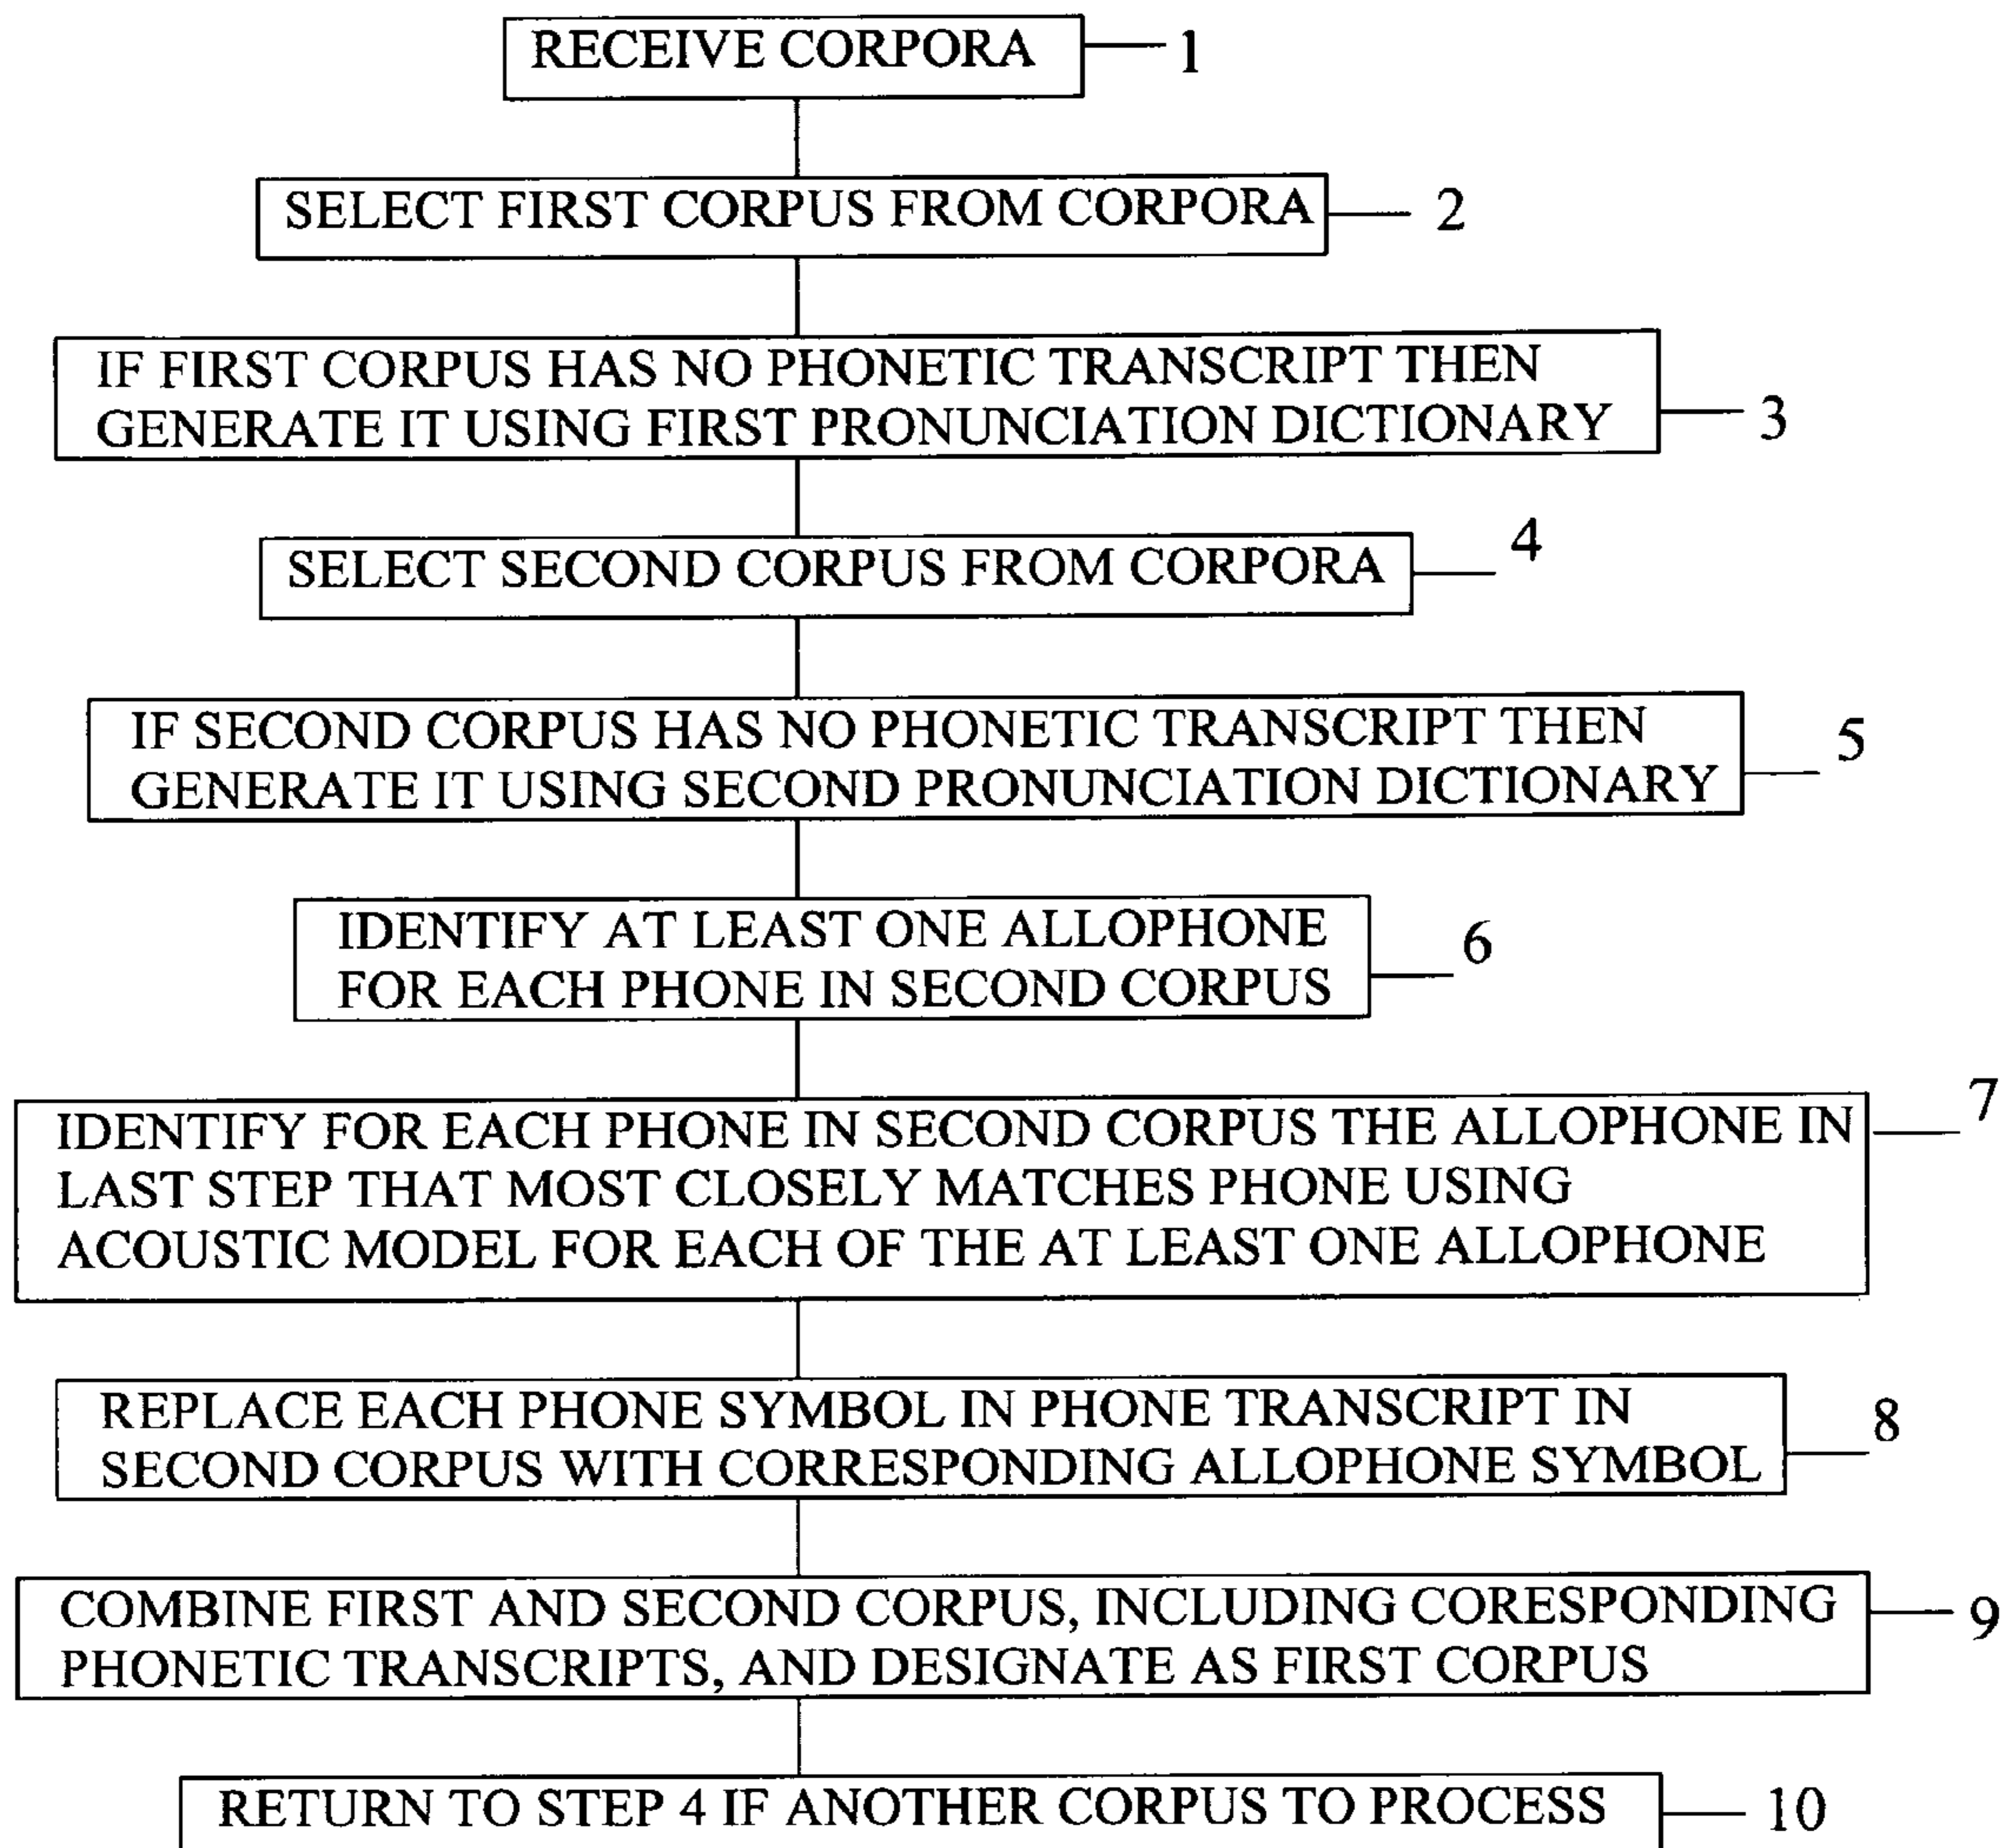 RECEIVE CORPORA
1
SELECT FIRST CORPUS FROM CORPORA
2
IF FIRST CORPUS HAS NO PHONETIC TRANSCRIPT THEN
GENERATE IT USING FIRST PRONUNCIATION DICTIONARY
3
SELECT SECOND CORPUS FROM CORPORA
4
IF SECOND CORPUS HAS NO PHONETIC TRANSCRIPT THEN
GENERATE IT USING SECOND PRONUNCIATION DICTIONARY
5
IDENTIFY AT LEAST ONE ALLOPHONE
FOR EACH PHONE IN SECOND CORPUS
6
IDENTIFY FOR EACH PHONE IN SECOND CORPUS THE ALLOPHONE IN
LAST STEP THAT MOST CLOSELY MATCHES PHONE USING
ACOUSTIC MODEL FOR EACH OF THE AT LEAST ONE ALLOPHONE
7
REPLACE EACH PHONE SYMBOL IN PHONE TRANSCRIPT IN
SECOND CORPUS WITH CORRESPONDING ALLOPHONE SYMBOL
8
COMBINE FIRST AND SECOND CORPUS, INCLUDING CORESPONDING
PHONETIC TRANSCRIPTS, AND DESIGNATE AS FIRST CORPUS
9
RETURN TO STEP 4 IF ANOTHER CORPUS TO PROCESS
10